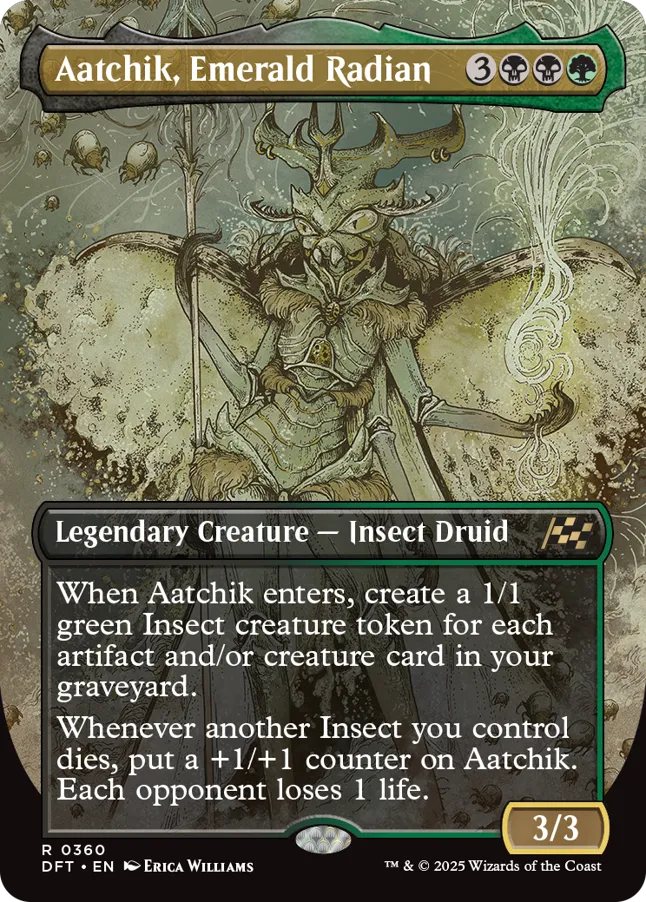 Aatchik, Emerald Radian 3
Legendary Creature — Insect Druid
When Aatchik enters, create a 1/1
green Insect creature token for each
artifact and/or creature card in your
graveyard.
Whenever another Insect you control
dies, put a +1/+1 counter on Aatchik.
Each opponent loses 1 life.
3/3
R 0360
DFT • EN Erica Williams
™ & © 2025 Wizards of the Coast